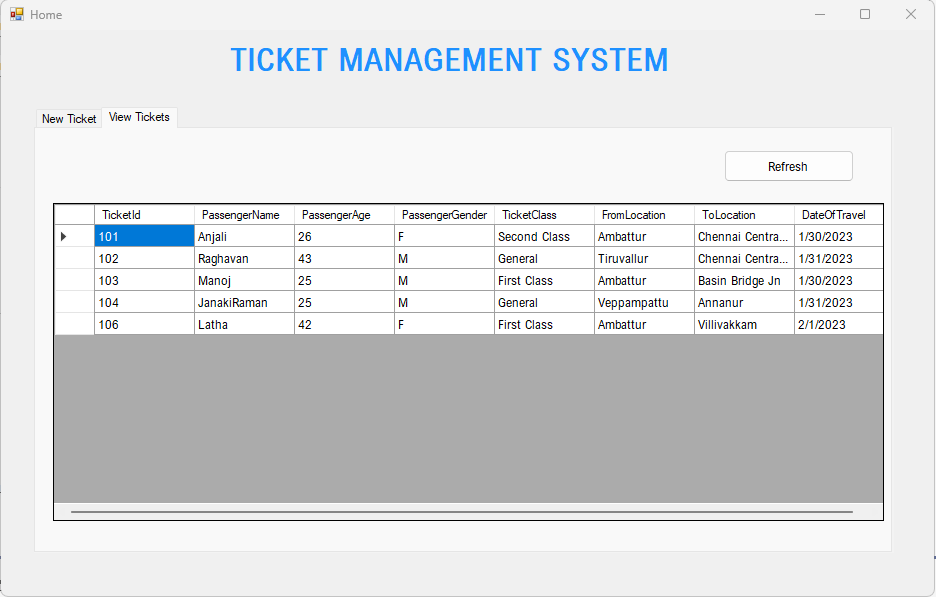 Home
TICKET MANAGEMENT SYSTEM
New Ticket View Tickets
Refresh
TicketId PassengerName PassengerAge PassengerGender TicketClass FromLocation ToLocation DateOfTravel
101 Anjali 26 F Second Class Ambattur Chennai Centra... 1/30/2023
102 Raghavan 43 M General Tiruvallur Chennai Centra... 1/31/2023
103 Manoj 25 M First Class Ambattur Basin Bridge Jn 1/30/2023
104 JanakiRaman 25 M General Veppampattu Annanur 1/31/2023
106 Latha 42 F First Class Ambattur Villivakkam 2/1/2023